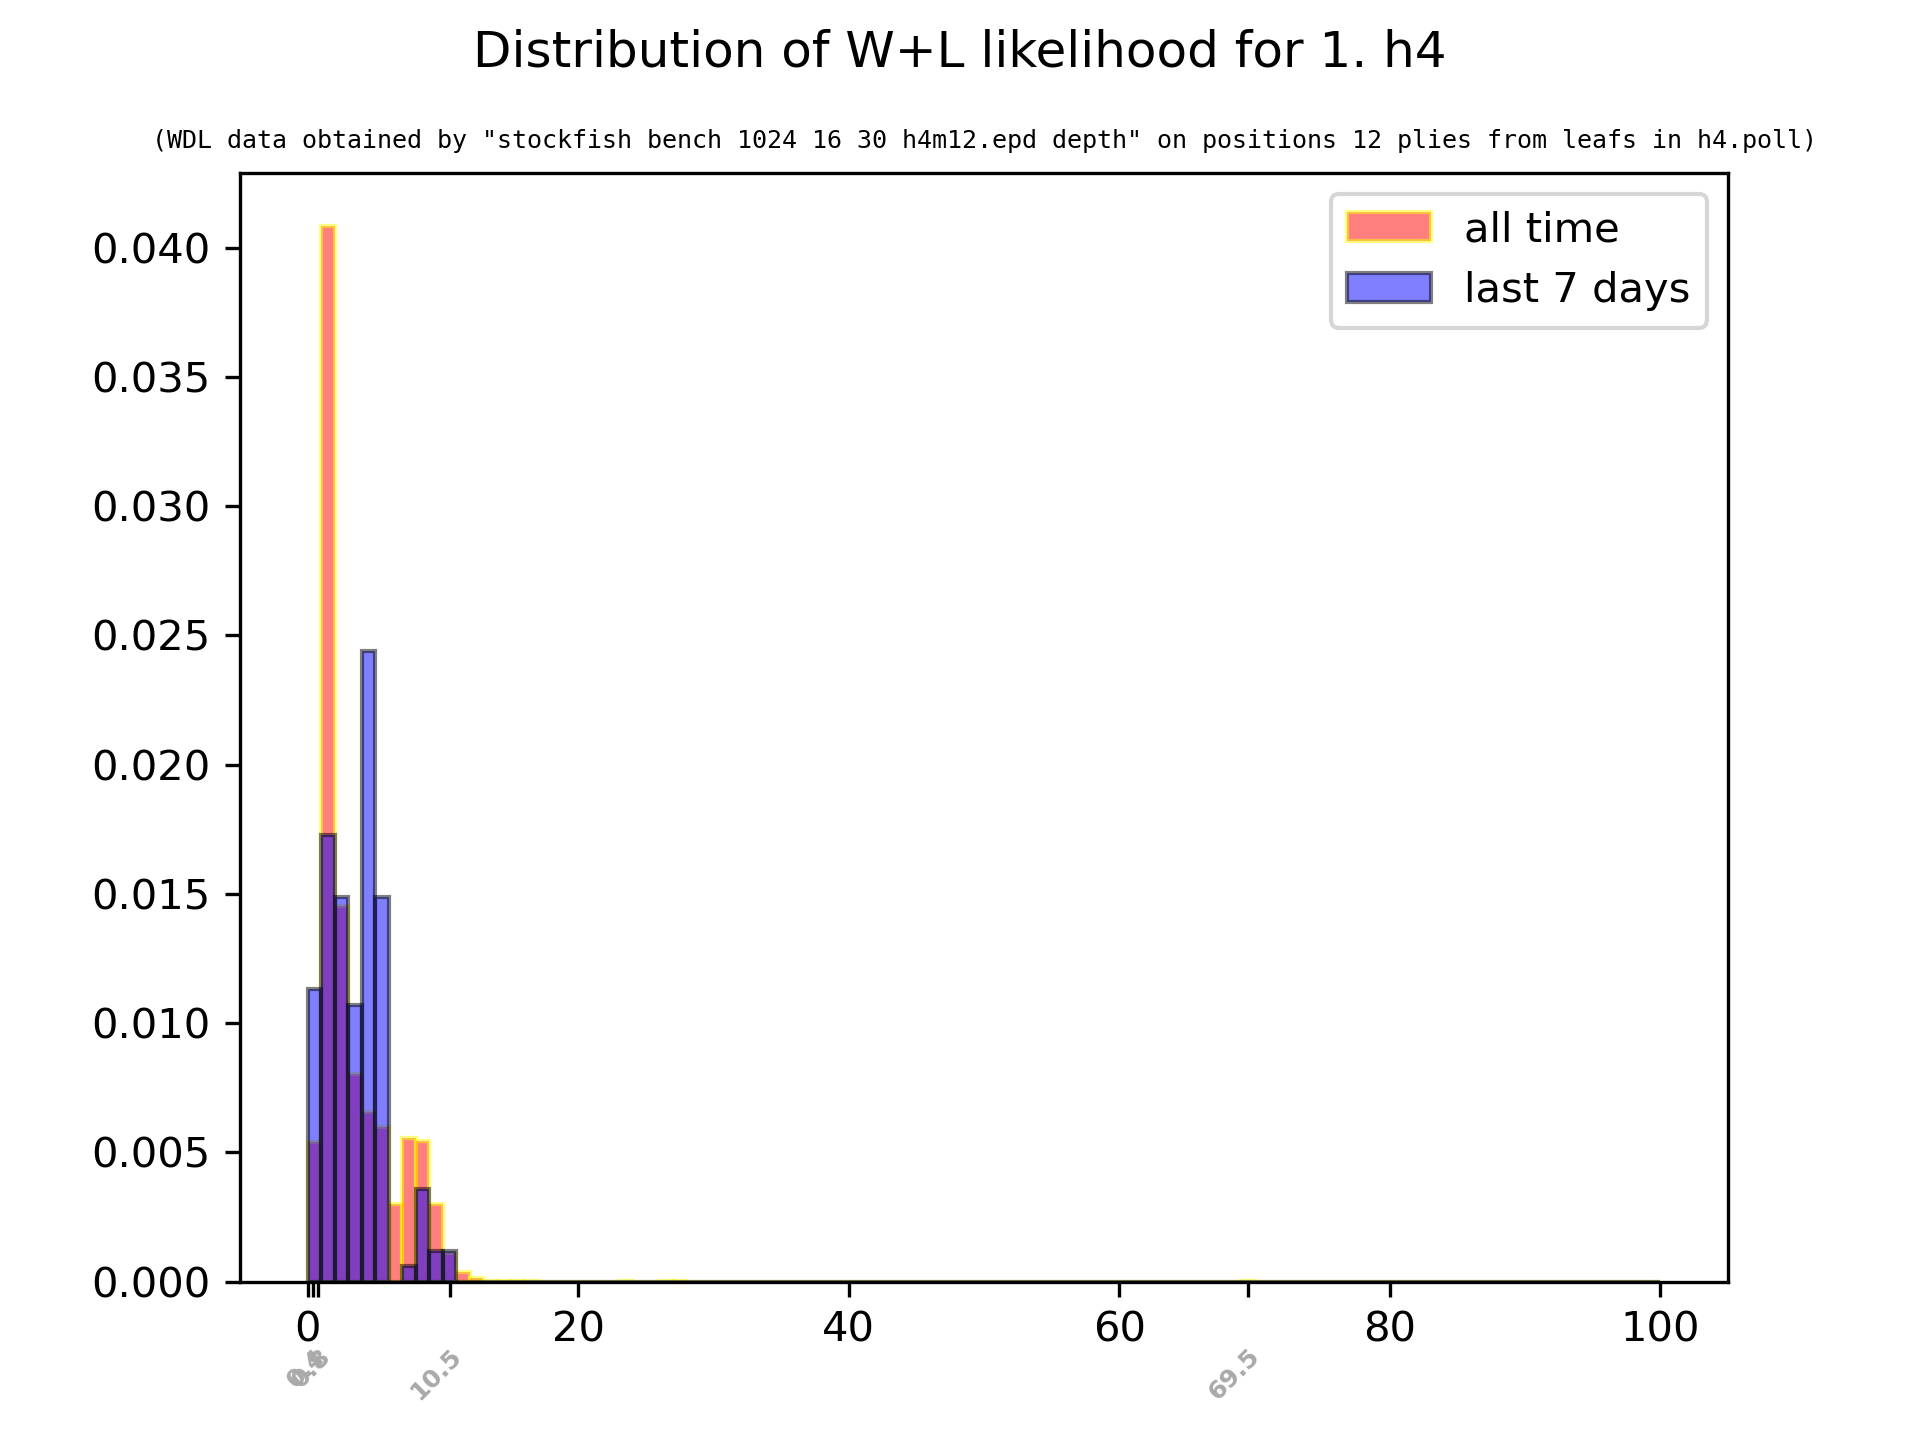 Distribution of W+L likelihood for 1. h4
(WDL data obtained by "stockfish bench 1024 16 30 h4m12.epd depth" on positions 12 plies from leafs in h4.poll)
all time
last 7 days
0.040
0.035
0.030
0.025
0.020
0.015
0.010
0.005
0.000
0 20 40 60 80 100
10.5 69.5